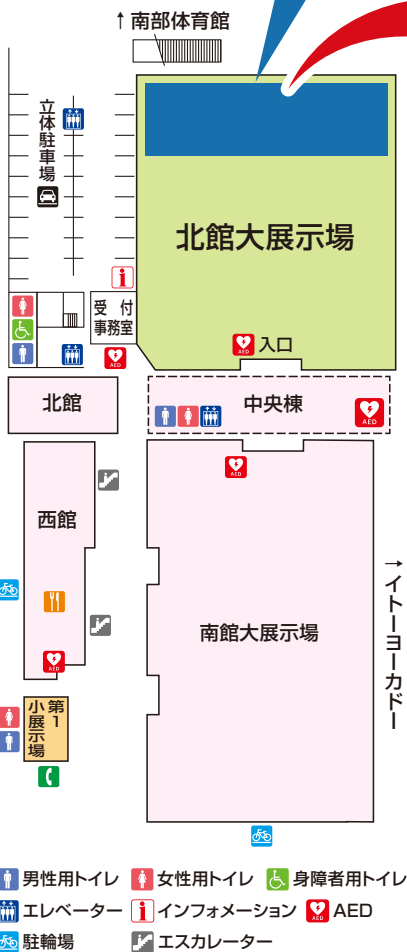 ↑南部体育館
立体駐車場
北館大展示場
i
受 付
事務室
AED
AED
入口
北館
中央棟
AED
AED
西館
→イトーヨーカドー
南館大展示場
AED
第1
小展示場
男性用トイレ
女性用トイレ
身障者用トイレ
エレベーター
i インフォメーション
AED AED
駐輪場
エスカレーター